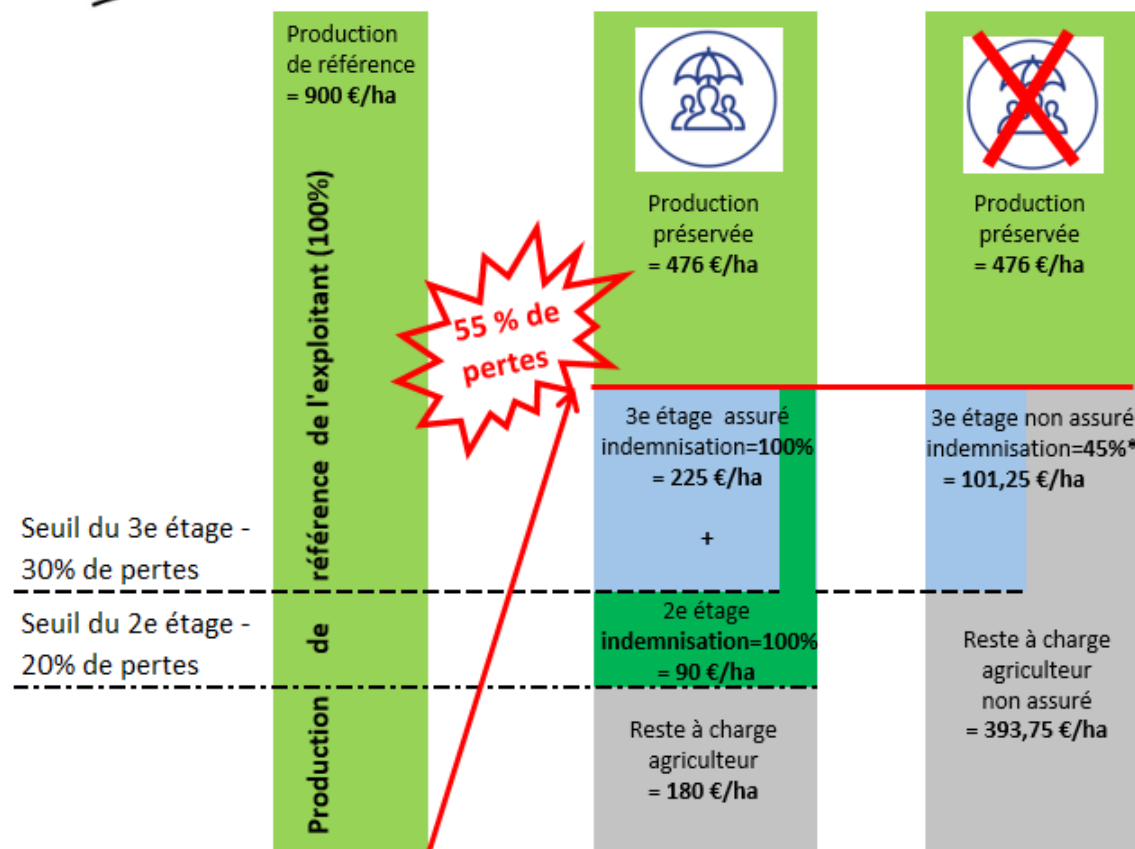 Production
de référence
= 900 €/ha
Production de référence de l'exploitant (100%)
55 % de
pertes
Production
préservée
= 476 €/ha
Production
préservée
= 476 €/ha
3e étage assuré
indemnisation=100%
= 225 €/ha
+
3e étage non assuré
indemnisation=45%*
= 101,25 €/ha
Seuil du 3e étage -
30% de pertes
Seuil du 2e étage -
20% de pertes
2e étage
indemnisation=100%
= 90 €/ha
Reste à charge
agriculteur
= 180 €/ha
Reste à charge
agriculteur
non assuré
= 393,75 €/ha